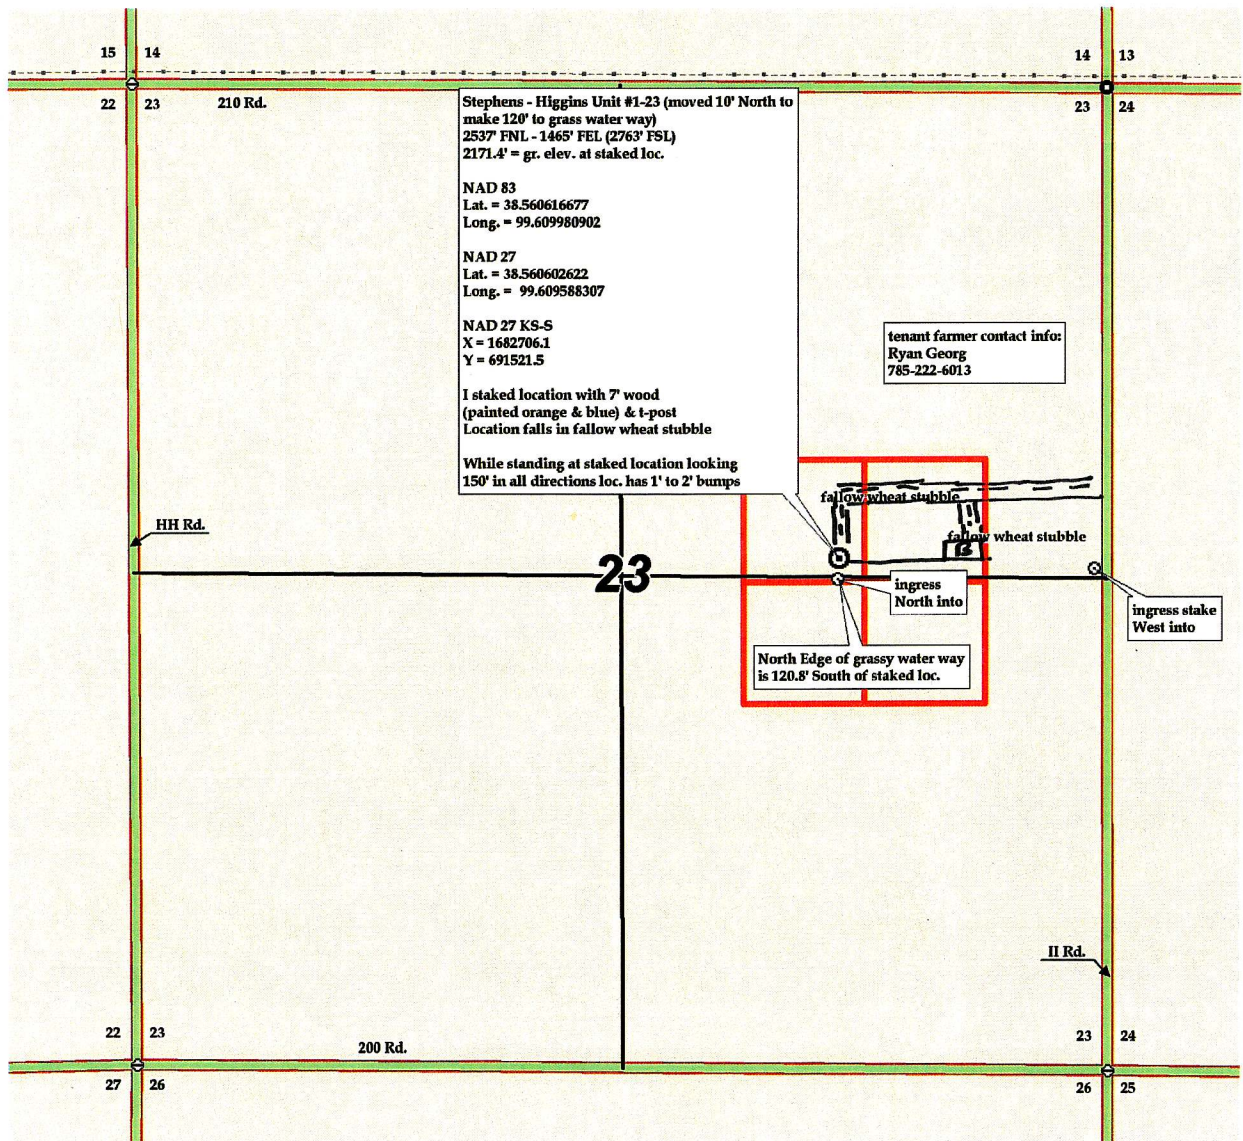 15 14
14 13
22 23
210 Rd.
23 24
Stephens - Higgins Unit #1-23 (moved 10' North to
make 120' to grass water way)
2537' FNL - 1465' FEL (2763' FSL)
2171.4' = gr. elev. at staked loc.
NAD 83
Lat. = 38.560616677
Long. = 99.609980902
NAD 27
Lat. = 38.560602622
Long. = 99.609588307
NAD 27 KS-S
X = 1682706.1
Y = 691521.5
I staked location with 7' wood
(painted orange & blue) & t-post
Location falls in fallow wheat stubble
While standing at staked location looking
150' in all directions loc. has 1' to 2' bumps
tenant farmer contact info:
Ryan Georg
785-222-6013
fallow wheat stubble
HH Rd.
fallow wheat stubble
B
23
ingress
North into
ingress stake
West into
North Edge of grassy water way
is 120.8' South of staked loc.
II Rd.
22 23
200 Rd.
23 24
27 26
26 25